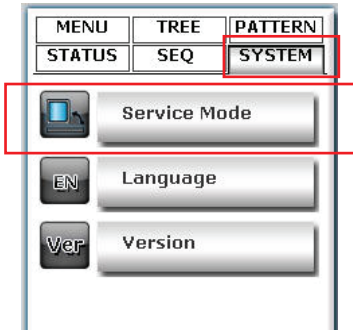 MENU TREE PATTERN
STATUS SEQ SYSTEM
Service Mode
EN Language
Ver Version